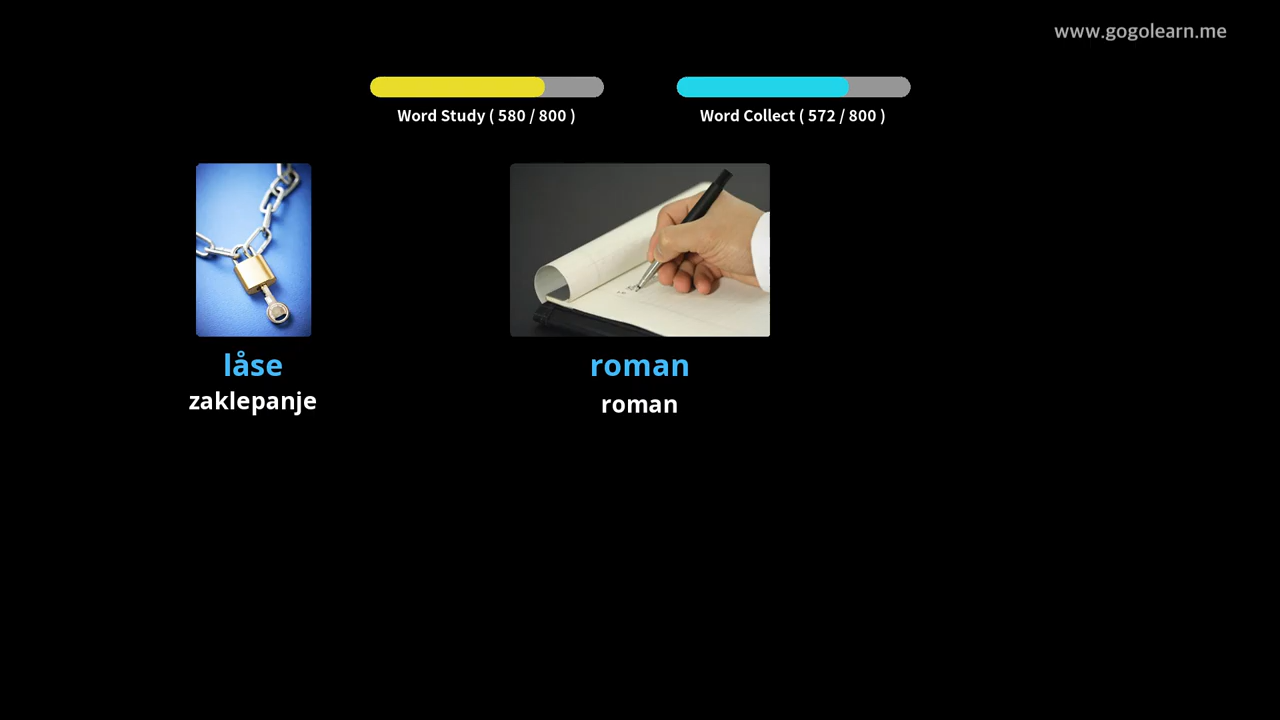 www.gogolearn.me
Word Study ( 580 / 800 )
Word Collect ( 572 / 800 )
låse
zaklepanje
roman
roman